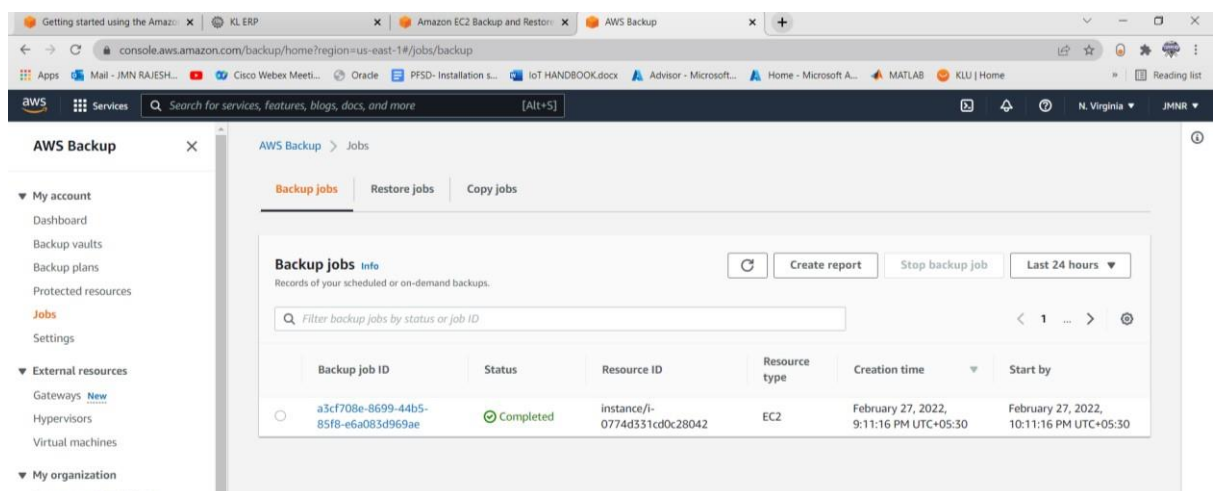 Getting started using the Amazo
KL ERP
Amazon EC2 Backup and Restore
AWS Backup
console.aws.amazon.com/backup/home?region=us-east-1#/jobs/backup
Apps
Mail - JMN RAJESH...
Cisco Webex Meeti...
Oracle
PFSD- Installation s...
IoT HANDBOOK.docx
Advisor - Microsoft...
Home - Microsoft A...
MATLAB
KLU | Home
»
Reading list
aws
Services
Search for services, features, blogs, docs, and more
[Alt+S]
N. Virginia
JMNR
AWS Backup
AWS Backup > Jobs
Backup jobs
Restore jobs
Copy jobs
My account
Dashboard
Backup vaults
Backup plans
Protected resources
Jobs
Settings
External resources
Gateways New
Hypervisors
Virtual machines
My organization
Backup jobs Info
Records of your scheduled or on-demand backups.
Create report
Stop backup job
Last 24 hours
Filter backup jobs by status or job ID
1 ...
Backup job ID
Status
Resource ID
Resource
type
Creation time
Start by
a3cf708e-8699-44b5-
85f8-e6a083d969ae
Completed
instance/i-
0774d331cd0c28042
EC2
February 27, 2022,
9:11:16 PM UTC+05:30
February 27, 2022,
10:11:16 PM UTC+05:30